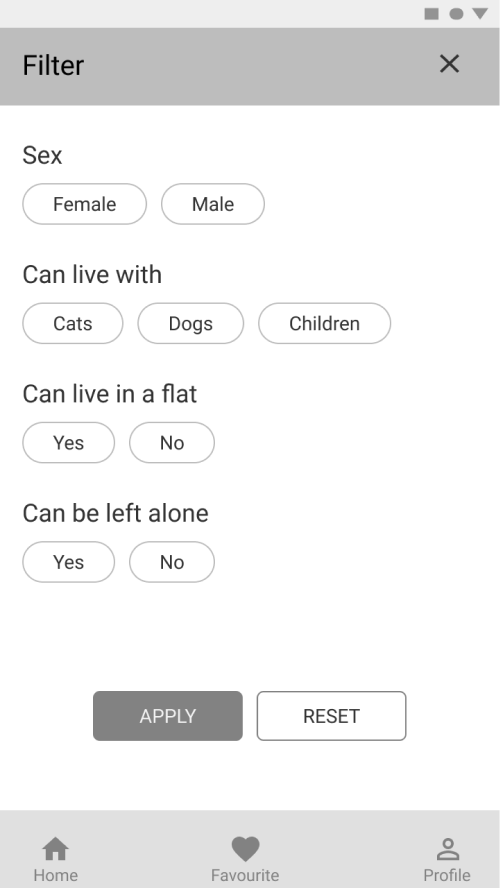 Filter
Sex
Female Male
Can live with
Cats Dogs Children
Can live in a flat
Yes No
Can be left alone
Yes No
APPLY RESET
Home Favourite Profile